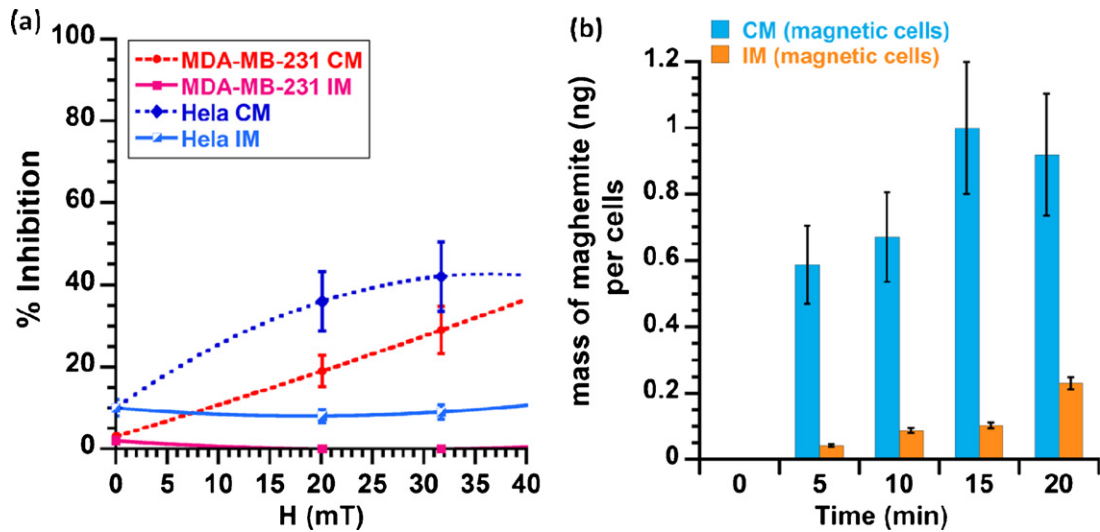 (a)
100
80
60
40
20
0
% Inhibition
0 5 10 15 20 25 30 35 40
H (mT)
MDA-MB-231 CM
MDA-MB-231 IM
Hela CM
Hela IM
(b)
CM (magnetic cells)
IM (magnetic cells)
1.2
1
0.8
0.6
0.4
0.2
0
mass of maghemite (ng)
per cells
0 5 10 15 20
Time (min)